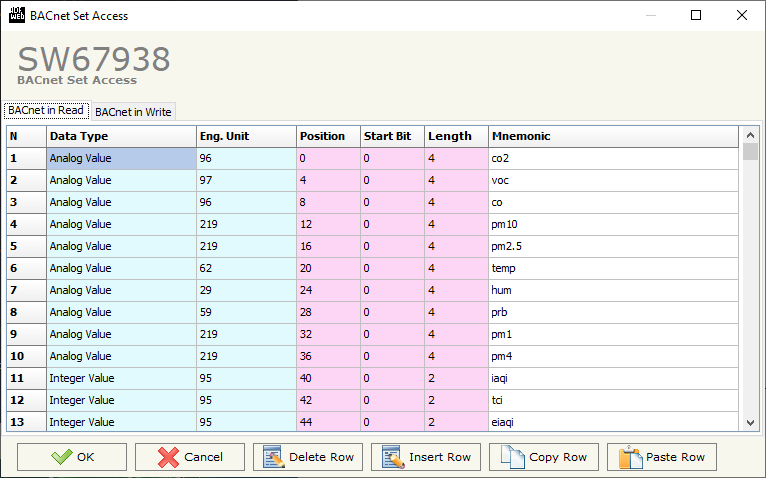 BACnet Set Access
SW67938
BACnet Set Access
BACnet in Read BACnet in Write
N Data Type Eng. Unit Position Start Bit Length Mnemonic
1 Analog Value 96 0 0 4 co2
2 Analog Value 97 4 0 4 voc
3 Analog Value 96 8 0 4 co
4 Analog Value 219 12 0 4 pm10
5 Analog Value 219 16 0 4 pm2.5
6 Analog Value 62 20 0 4 temp
7 Analog Value 29 24 0 4 hum
8 Analog Value 59 28 0 4 prb
9 Analog Value 219 32 0 4 pm1
10 Analog Value 219 36 0 4 pm4
11 Integer Value 95 40 0 2 iaqi
12 Integer Value 95 42 0 2 tci
13 Integer Value 95 44 0 2 eiaqi
OK Cancel Delete Row Insert Row Copy Row Paste Row